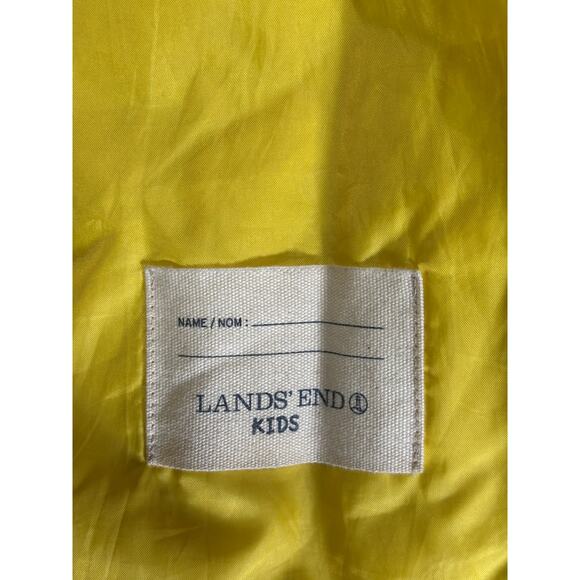 NAME / NOM :
LANDS' END
KIDS